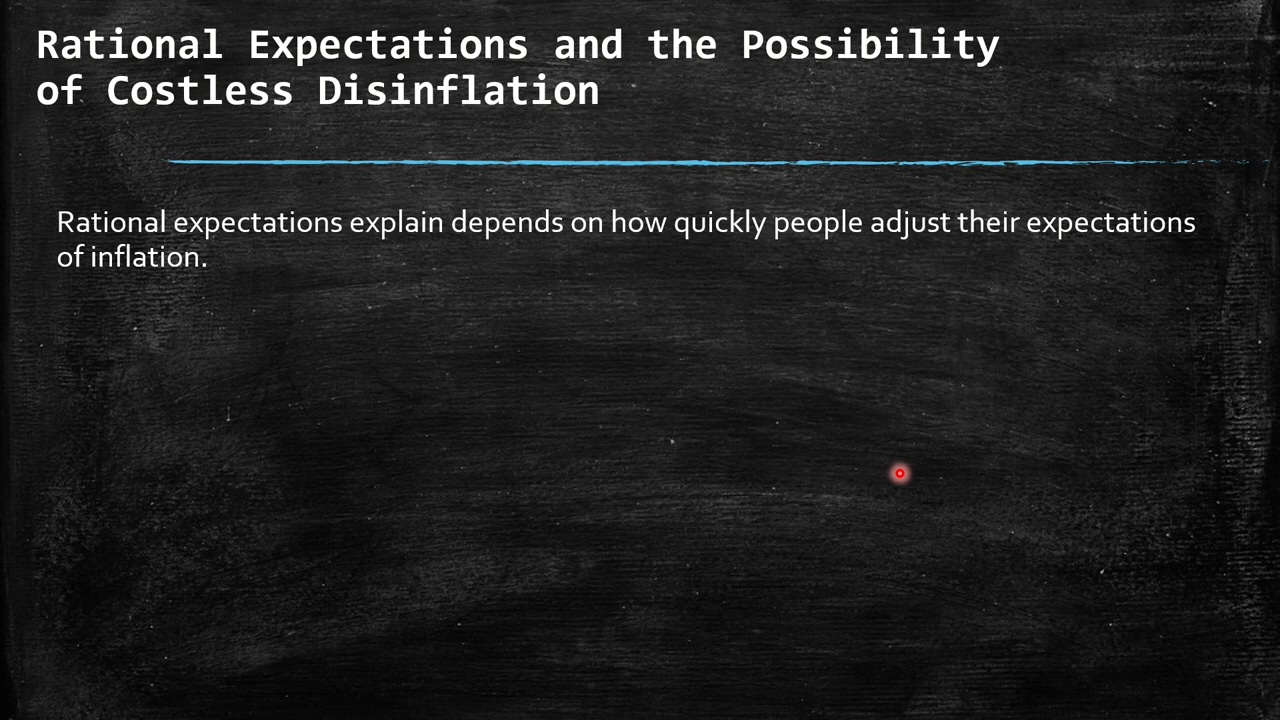 Rational Expectations and the Possibility
of Costless Disinflation
Rational expectations explain depends on how quickly people adjust their expectations
of inflation.